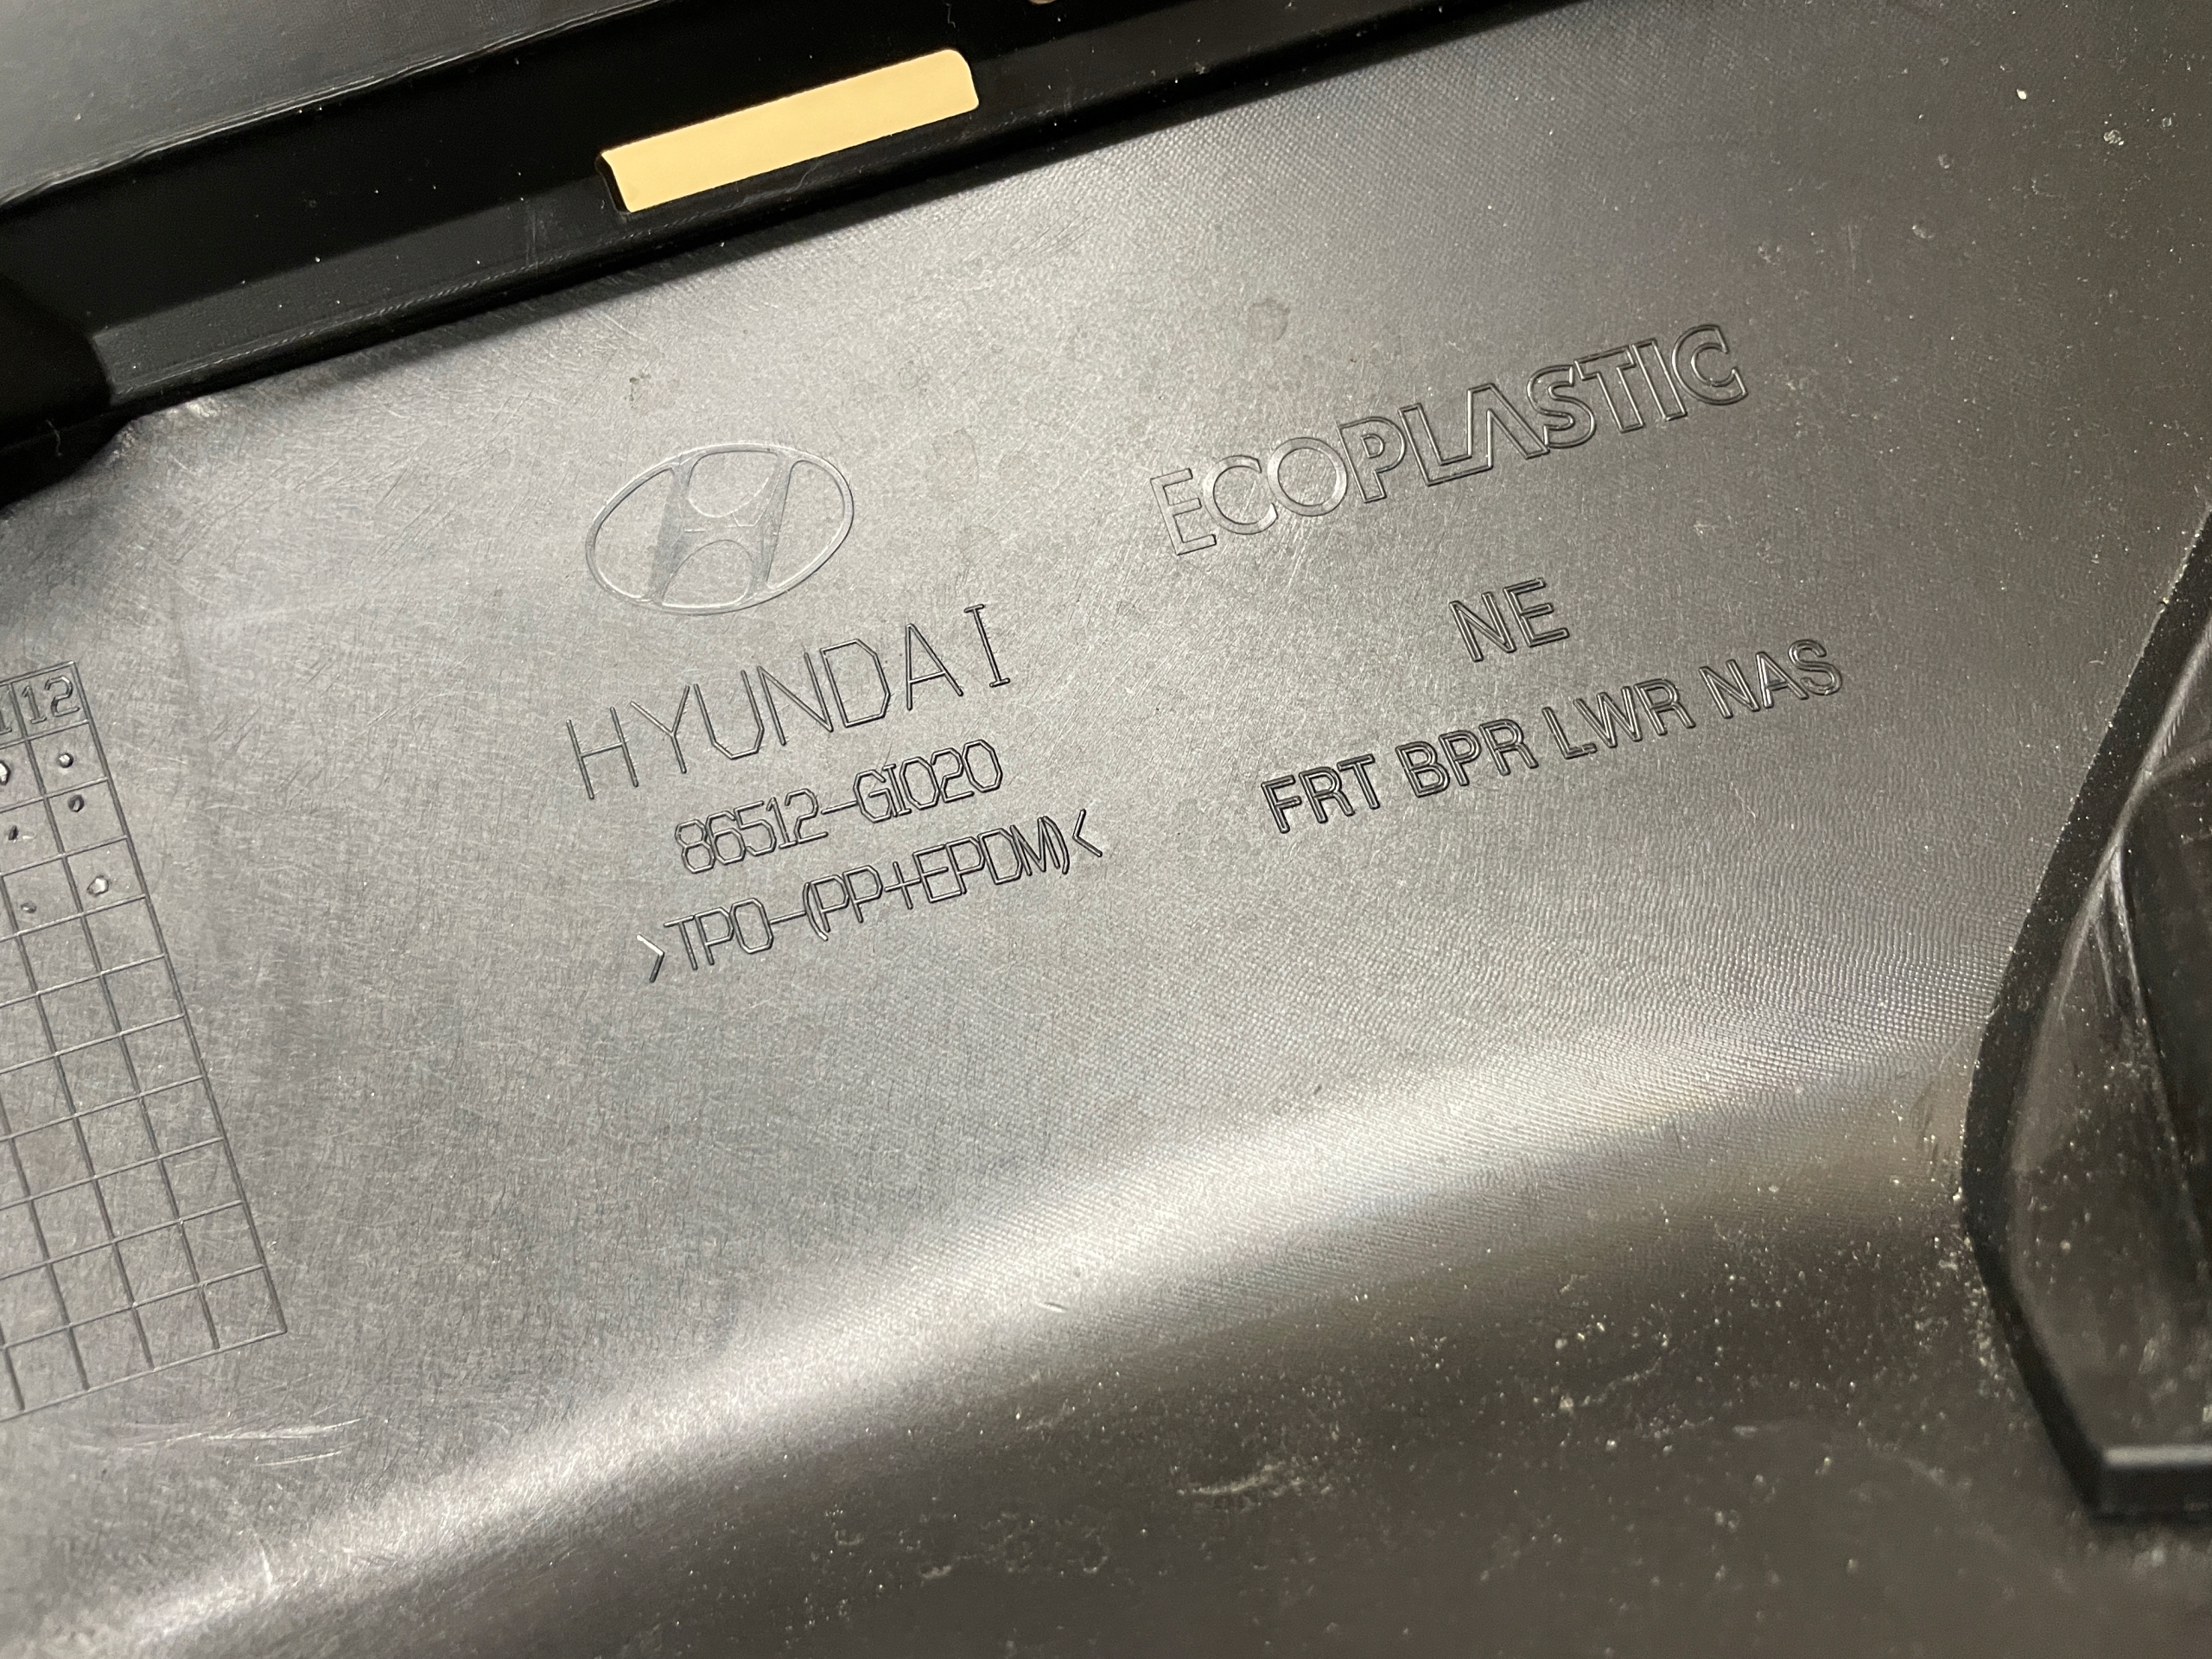 ECOPLASTIC
HYUNDAI
86512-GI020
>TPO-(PP+EPDM)<
NE
FRT BPR LWR NAS
12